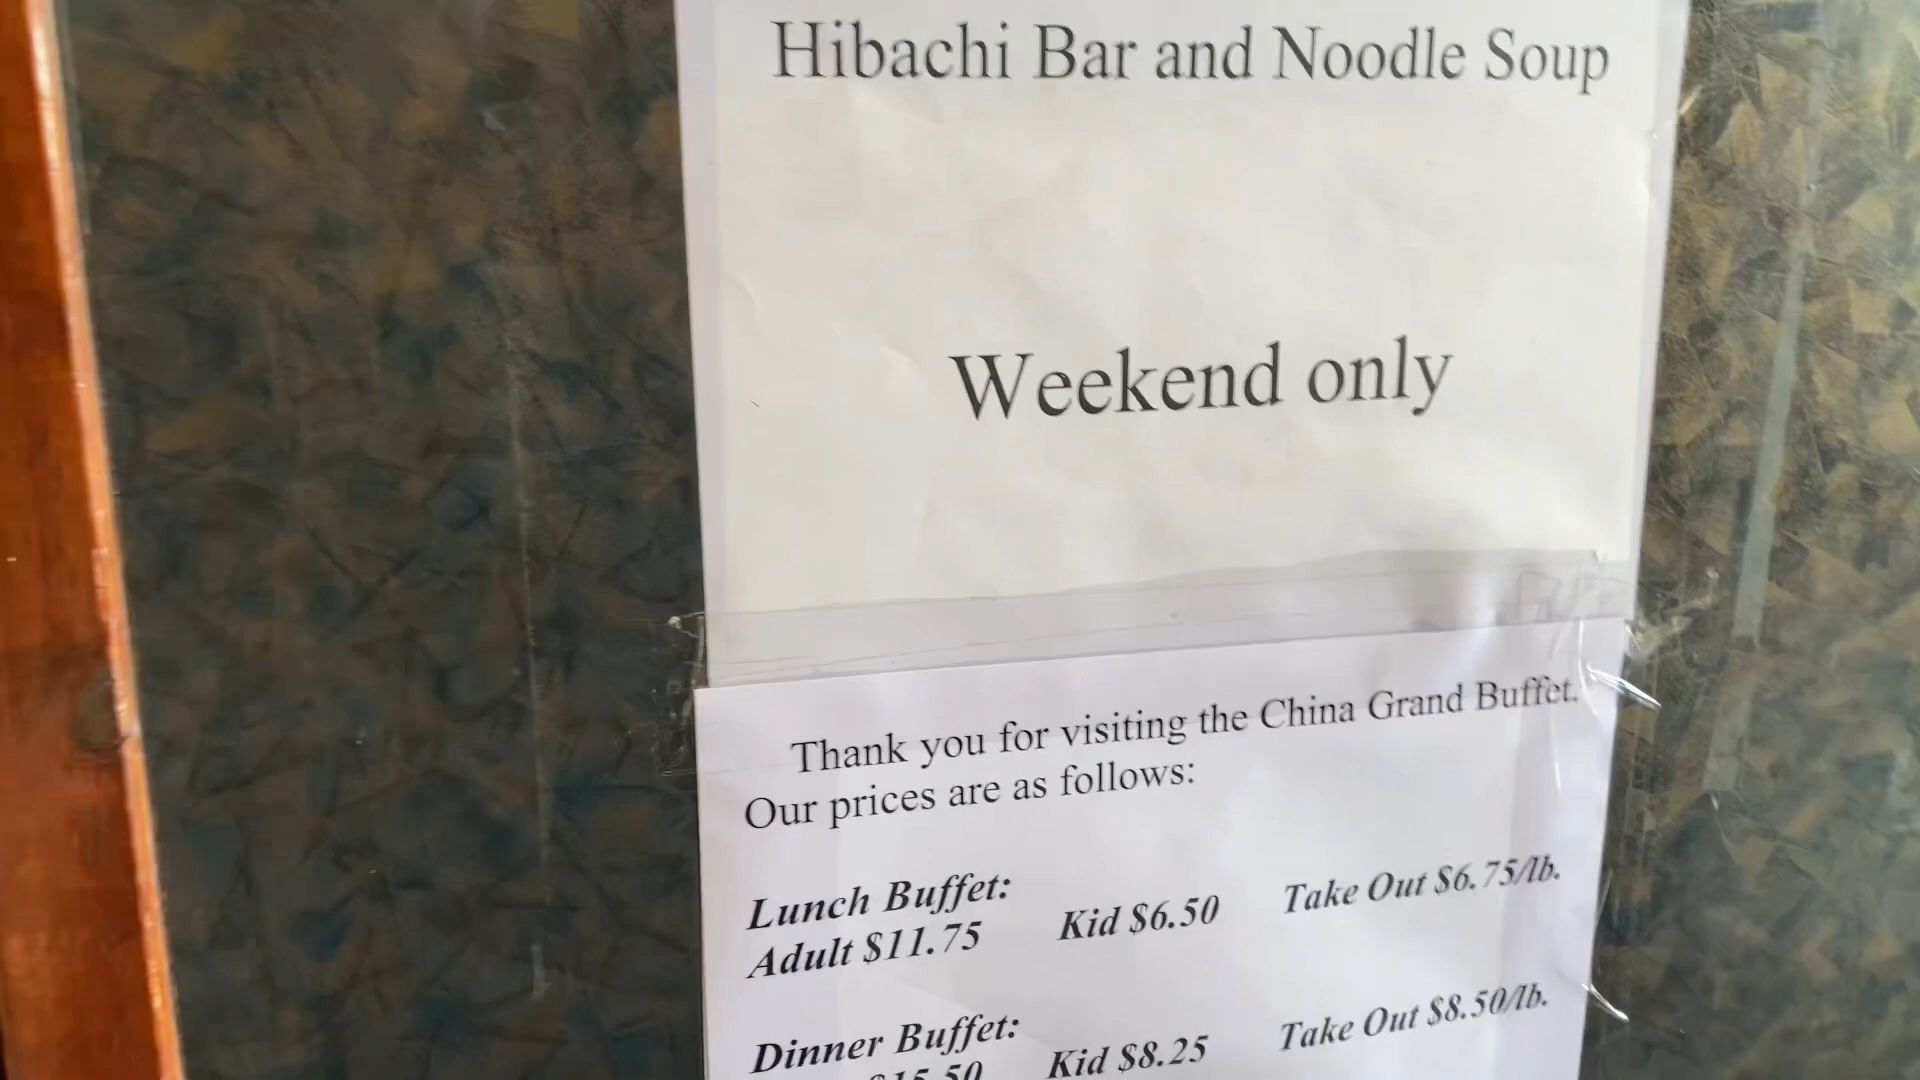 Hibachi Bar and Noodle Soup
Weekend only
Thank you for visiting the China Grand Buffet.
Our prices are as follows:
Lunch Buffet:
Adult $11.75 Kid $6.50 Take Out $6.75/lb.
Dinner Buffet:
$15.50 Kid $8.25 Take Out $8.50/lb.